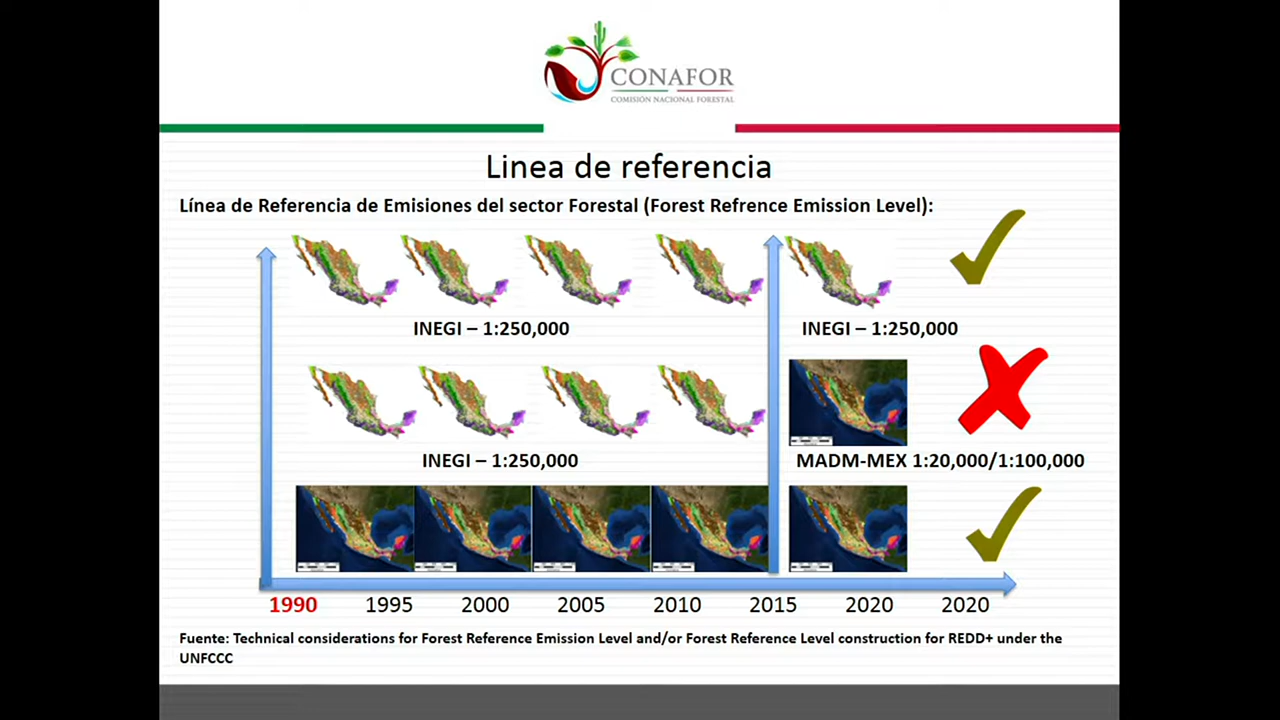 CONAFOR
COMISIÓN NACIONAL FORESTAL
Linea de referencia
Línea de Referencia de Emisiones del sector Forestal (Forest Refrence Emission Level):
INEGI – 1:250,000
INEGI – 1:250,000
INEGI – 1:250,000
MADM-MEX 1:20,000/1:100,000
1990 1995 2000 2005 2010 2015 2020 2020
Fuente: Technical considerations for Forest Reference Emission Level and/or Forest Reference Level construction for REDD+ under the
UNFCCC